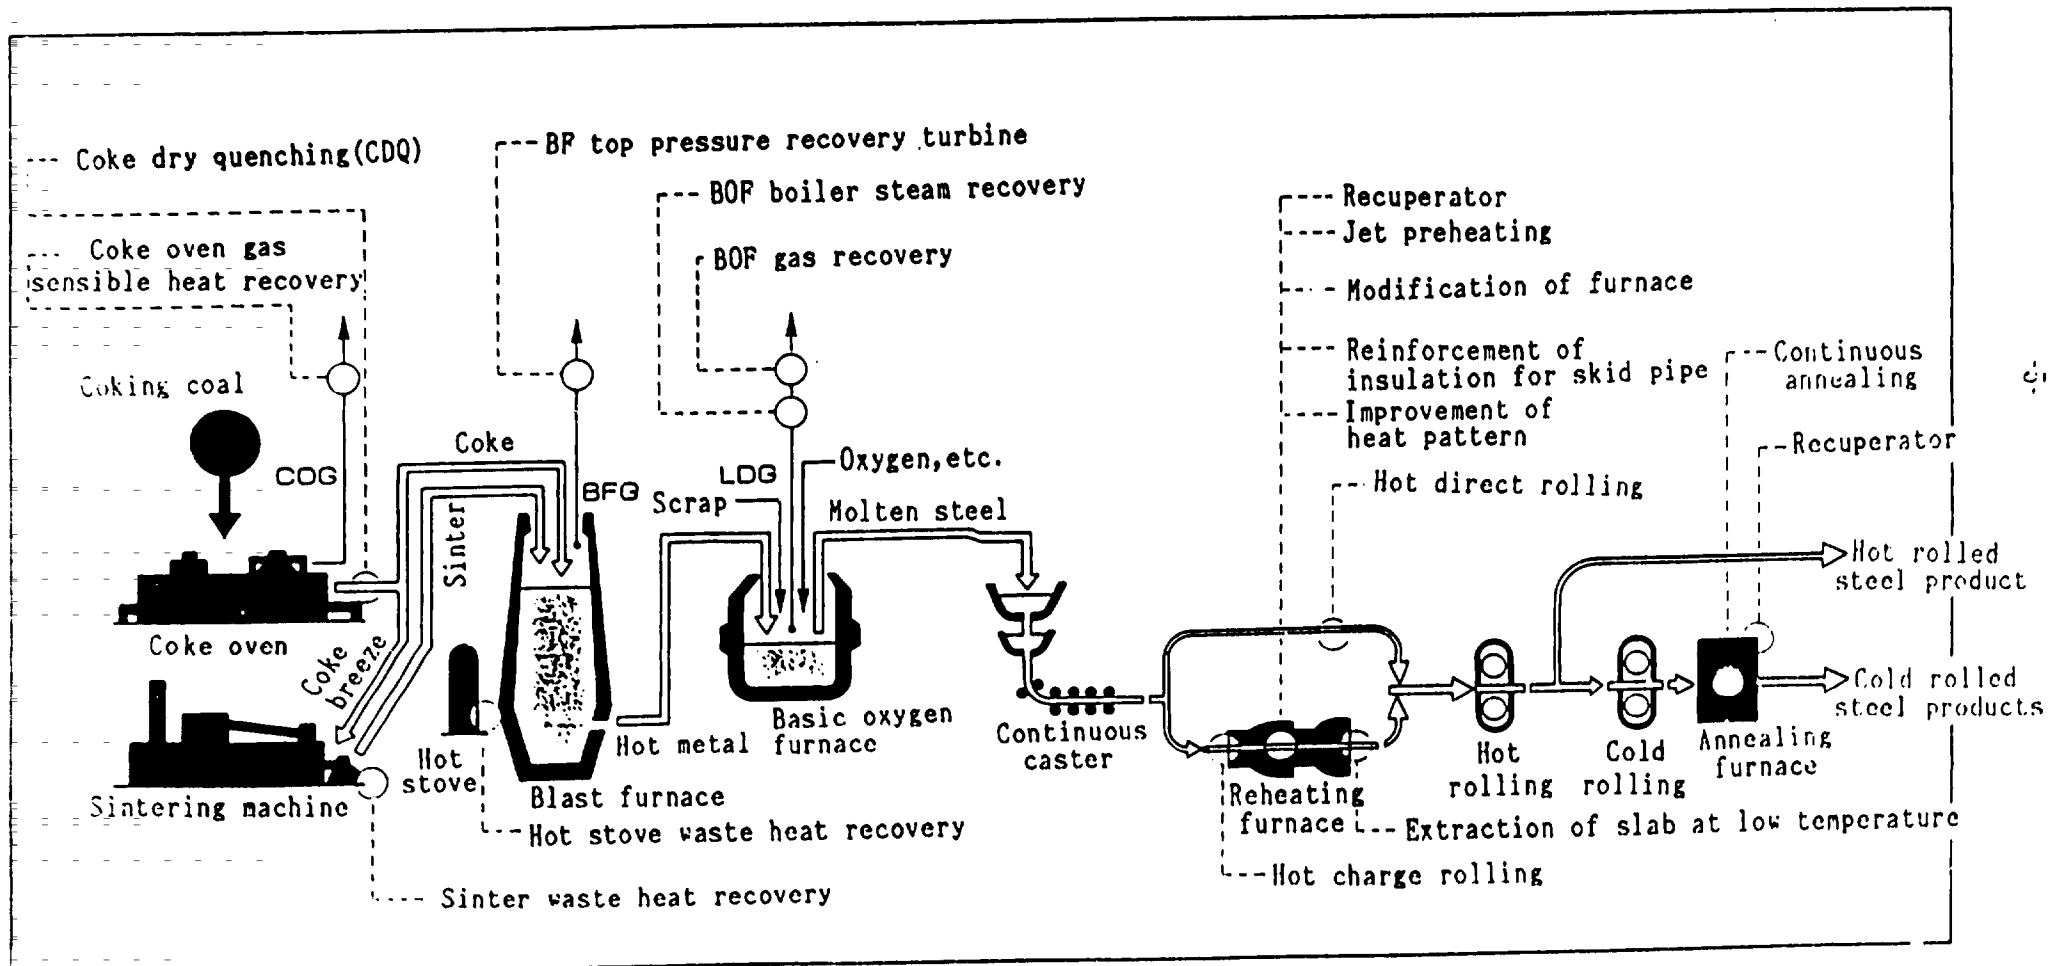 Coke dry quenching(CDQ)
BF top pressure recovery turbine
BOF boiler steam recovery
BOF gas recovery
Coke oven gas
sensible heat recovery
Recuperator
Jet preheating
Modification of furnace
Reinforcement of
insulation for skid pipe
Improvement of
heat pattern
Hot direct rolling
Continuous
annealing
Recuperator
Coking coal
COG
Coke
Sinter
BFG
LDG
Scrap
Oxygen,etc.
Molten steel
Hot rolled
steel product
Cold rolled
steel products
Coke oven
Coke
breeze
Sintering machine
Hot
stove
Hot metal
Blast furnace
Basic oxygen
furnace
Continuous
caster
Reheating
furnace
Hot
rolling
Cold
rolling
Annealing
furnace
Hot stove waste heat recovery
Extraction of slab at low temperature
Hot charge rolling
Sinter waste heat recovery